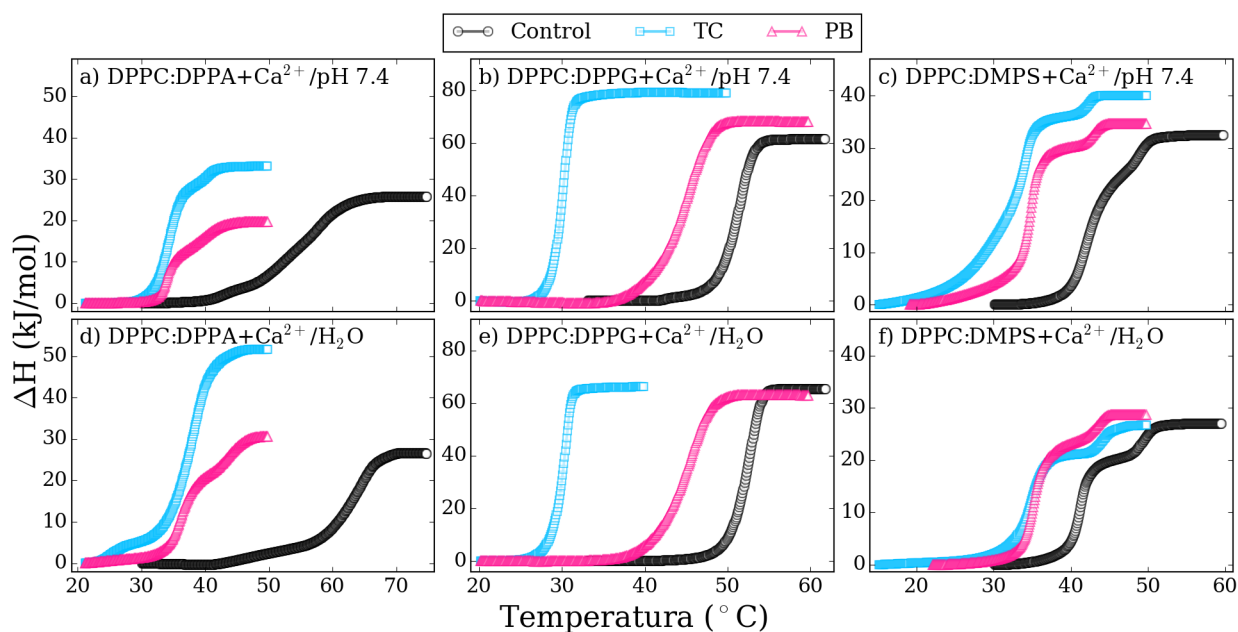 Control TC PB
a) DPPC:DPPA+Ca²⁺/pH 7.4
b) DPPC:DPPG+Ca²⁺/pH 7.4
c) DPPC:DMPS+Ca²⁺/pH 7.4
50
40
30
20
10
0
80
60
40
20
0
40
30
20
10
0
d) DPPC:DPPA+Ca²⁺/H₂O
e) DPPC:DPPG+Ca²⁺/H₂O
f) DPPC:DMPS+Ca²⁺/H₂O
50
40
30
20
10
0
80
60
40
20
0
40
30
20
10
0
20 30 40 50 60 70
20 30 40 50 60
20 30 40 50 60
ΔH (kJ/mol)
Temperatura (°C)